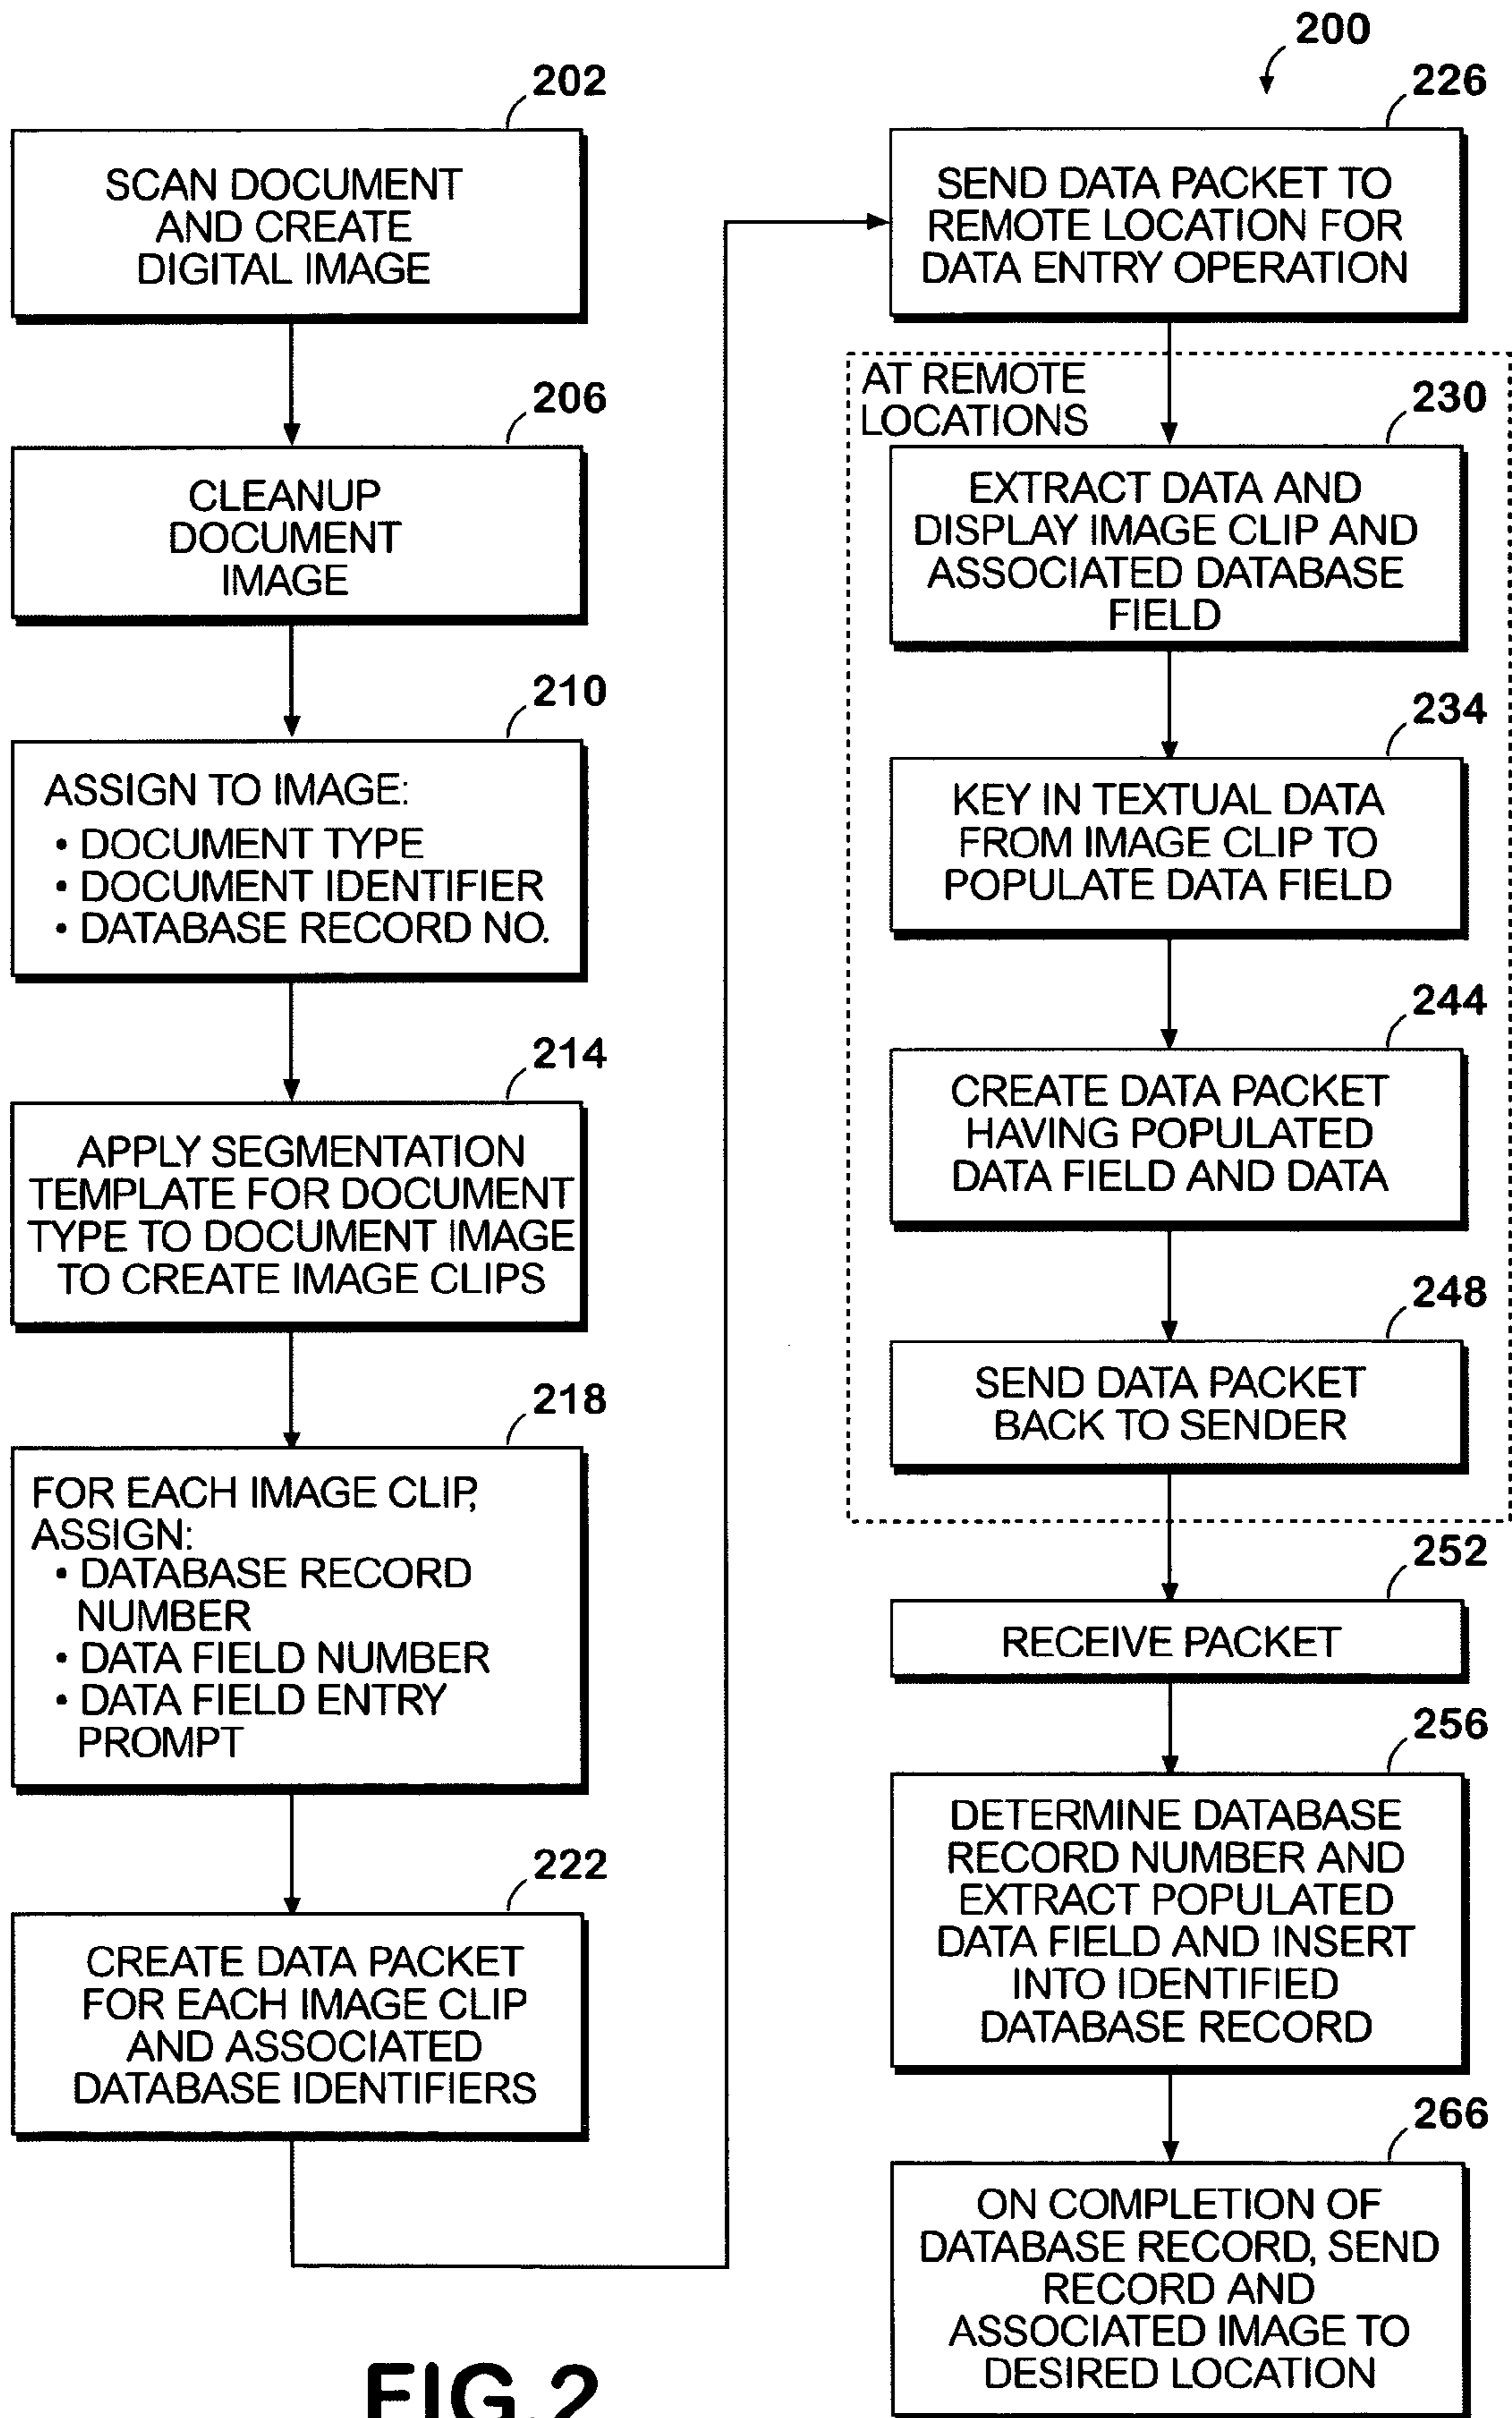 200
202
SCAN DOCUMENT
AND CREATE
DIGITAL IMAGE
206
CLEANUP
DOCUMENT
IMAGE
210
ASSIGN TO IMAGE:
• DOCUMENT TYPE
• DOCUMENT IDENTIFIER
• DATABASE RECORD NO.
214
APPLY SEGMENTATION
TEMPLATE FOR DOCUMENT
TYPE TO DOCUMENT IMAGE
TO CREATE IMAGE CLIPS
218
FOR EACH IMAGE CLIP,
ASSIGN:
• DATABASE RECORD
NUMBER
• DATA FIELD NUMBER
• DATA FIELD ENTRY
PROMPT
222
CREATE DATA PACKET
FOR EACH IMAGE CLIP
AND ASSOCIATED
DATABASE IDENTIFIERS
226
SEND DATA PACKET TO
REMOTE LOCATION FOR
DATA ENTRY OPERATION
AT REMOTE
LOCATIONS
230
EXTRACT DATA AND
DISPLAY IMAGE CLIP AND
ASSOCIATED DATABASE
FIELD
234
KEY IN TEXTUAL DATA
FROM IMAGE CLIP TO
POPULATE DATA FIELD
244
CREATE DATA PACKET
HAVING POPULATED
DATA FIELD AND DATA
248
SEND DATA PACKET
BACK TO SENDER
252
RECEIVE PACKET
256
DETERMINE DATABASE
RECORD NUMBER AND
EXTRACT POPULATED
DATA FIELD AND INSERT
INTO IDENTIFIED
DATABASE RECORD
266
ON COMPLETION OF
DATABASE RECORD, SEND
RECORD AND
ASSOCIATED IMAGE TO
DESIRED LOCATION
FIG.2